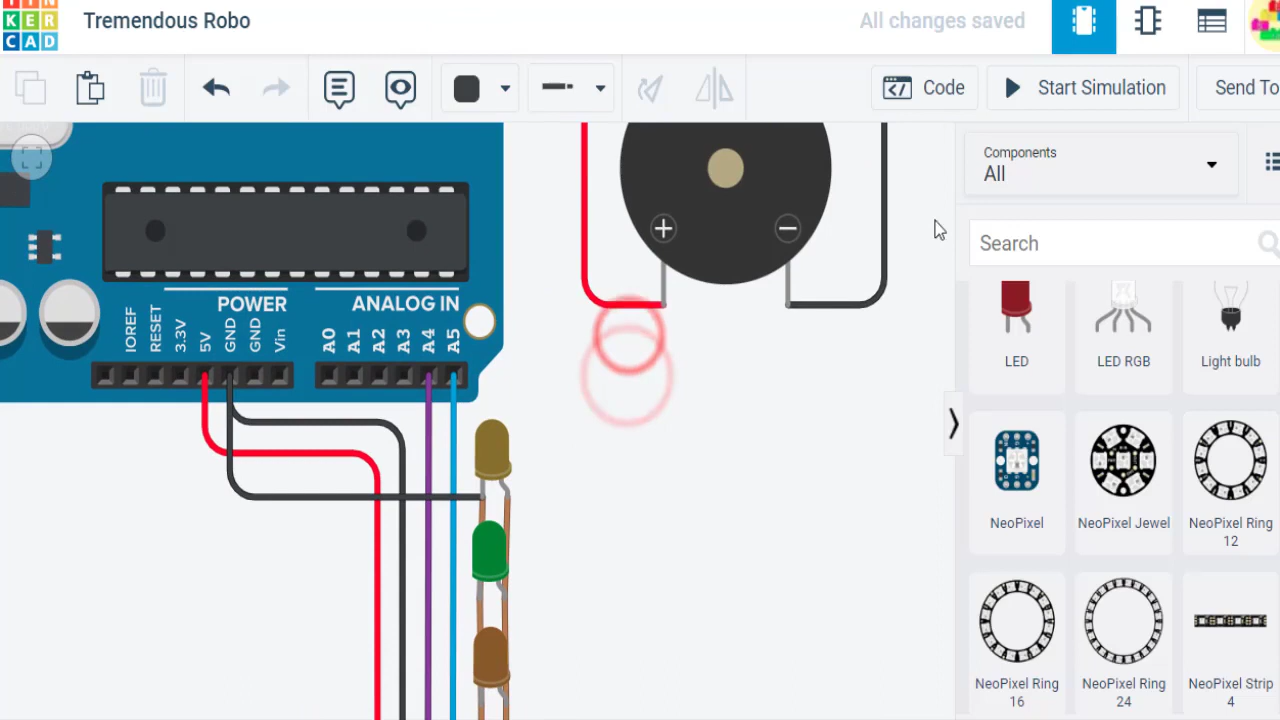 TIN
KER
CAD
Tremendous Robo
All changes saved
Code
Start Simulation
Send To
Components
All
Search
POWER
ANALOG IN
IOREF
RESET
3.3V
5V
GND
GND
Vin
A0
A1
A2
A3
A4
A5
LED
LED RGB
Light bulb
NeoPixel
NeoPixel Jewel
NeoPixel Ring
12
NeoPixel Ring
16
NeoPixel Ring
24
NeoPixel Strip
4